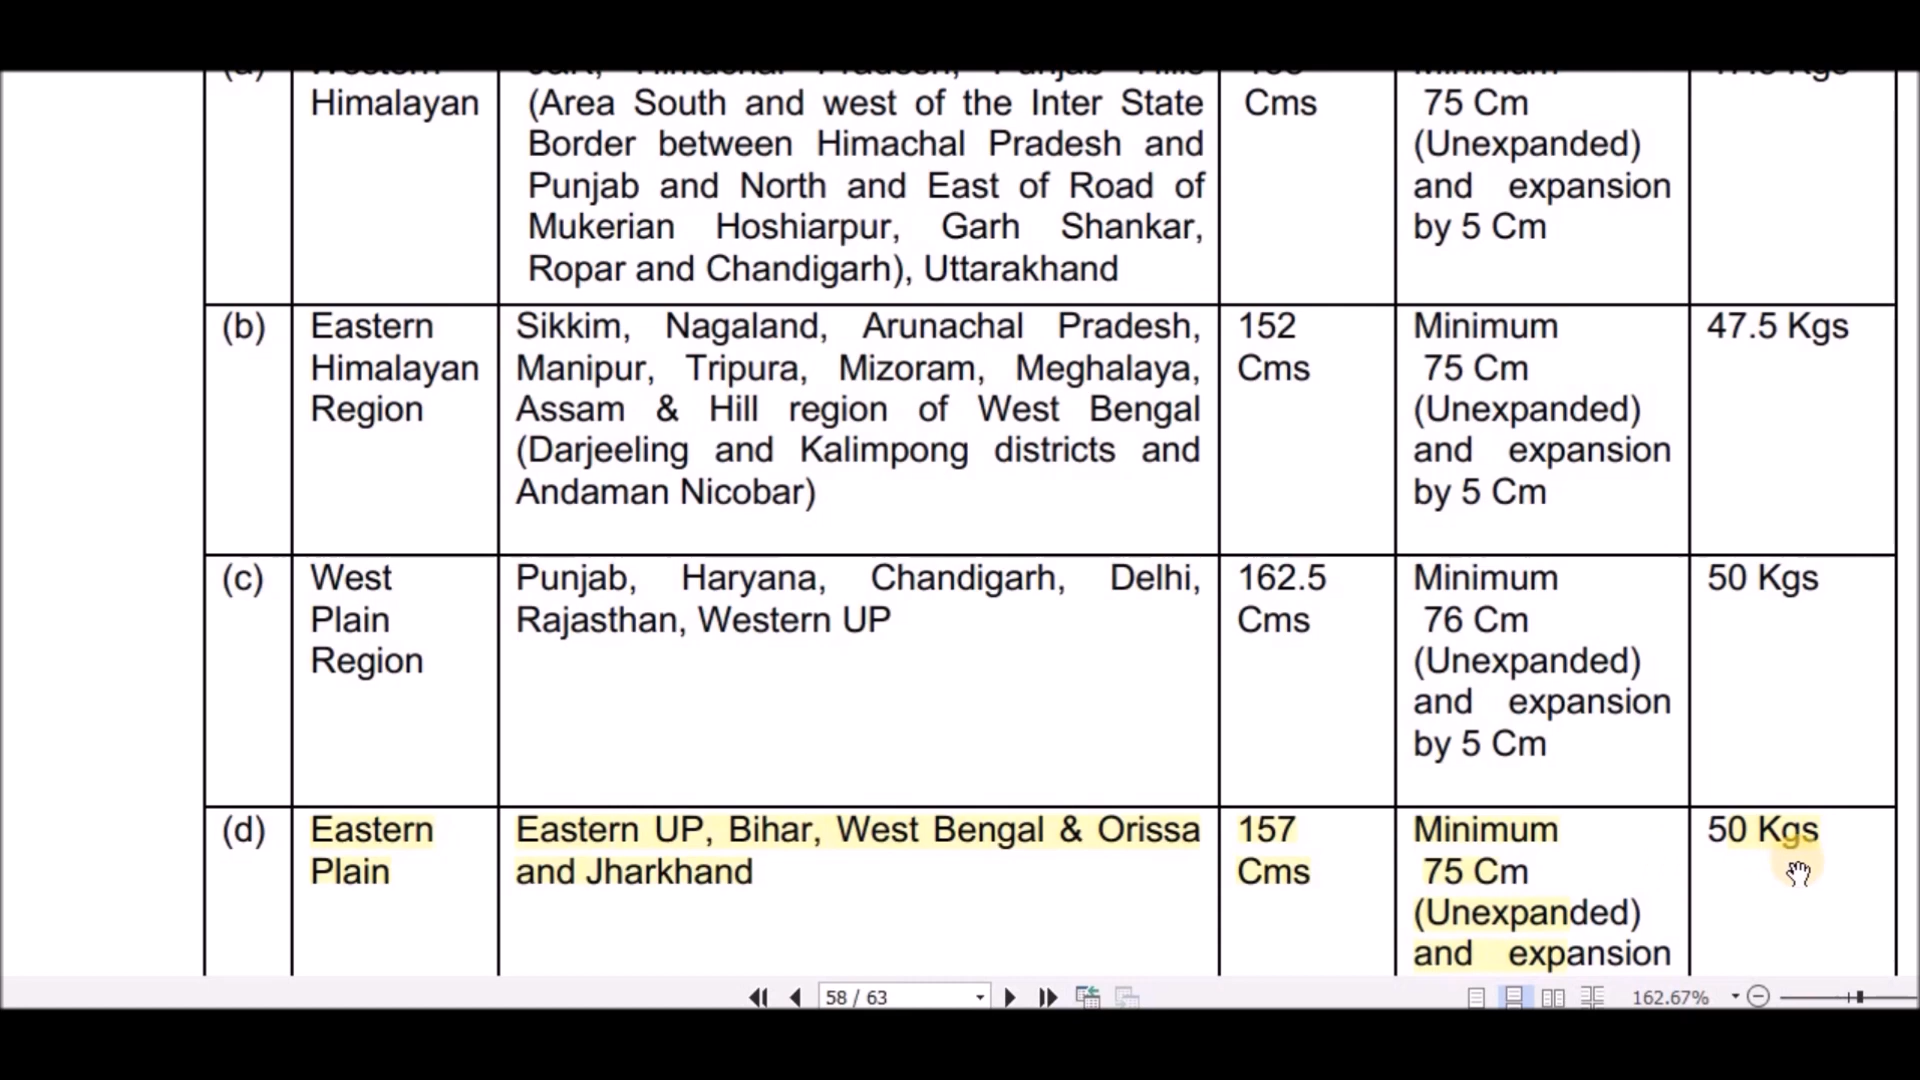 Himalayan
(Area South and west of the Inter State
Border between Himachal Pradesh and
Punjab and North and East of Road of
Mukerian Hoshiarpur, Garh Shankar,
Ropar and Chandigarh), Uttarakhand
Cms
75 Cm
(Unexpanded)
and expansion
by 5 Cm
(b)
Eastern
Himalayan
Region
Sikkim, Nagaland, Arunachal Pradesh,
Manipur, Tripura, Mizoram, Meghalaya,
Assam & Hill region of West Bengal
(Darjeeling and Kalimpong districts and
Andaman Nicobar)
152
Cms
Minimum
75 Cm
(Unexpanded)
and expansion
by 5 Cm
47.5 Kgs
(c)
West
Plain
Region
Punjab, Haryana, Chandigarh, Delhi,
Rajasthan, Western UP
162.5
Cms
Minimum
76 Cm
(Unexpanded)
and expansion
by 5 Cm
50 Kgs
(d)
Eastern
Plain
Eastern UP, Bihar, West Bengal & Orissa
and Jharkhand
157
Cms
Minimum
75 Cm
(Unexpanded)
and expansion
50 Kgs
58 / 63
162.67%